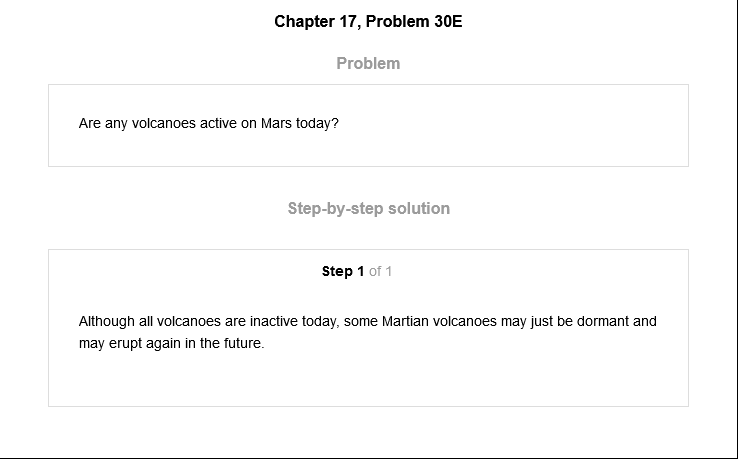 Chapter 17, Problem 30E
Problem
Are any volcanoes active on Mars today?
Step-by-step solution
Step 1 of 1
Although all volcanoes are inactive today, some Martian volcanoes may just be dormant and
may erupt again in the future.